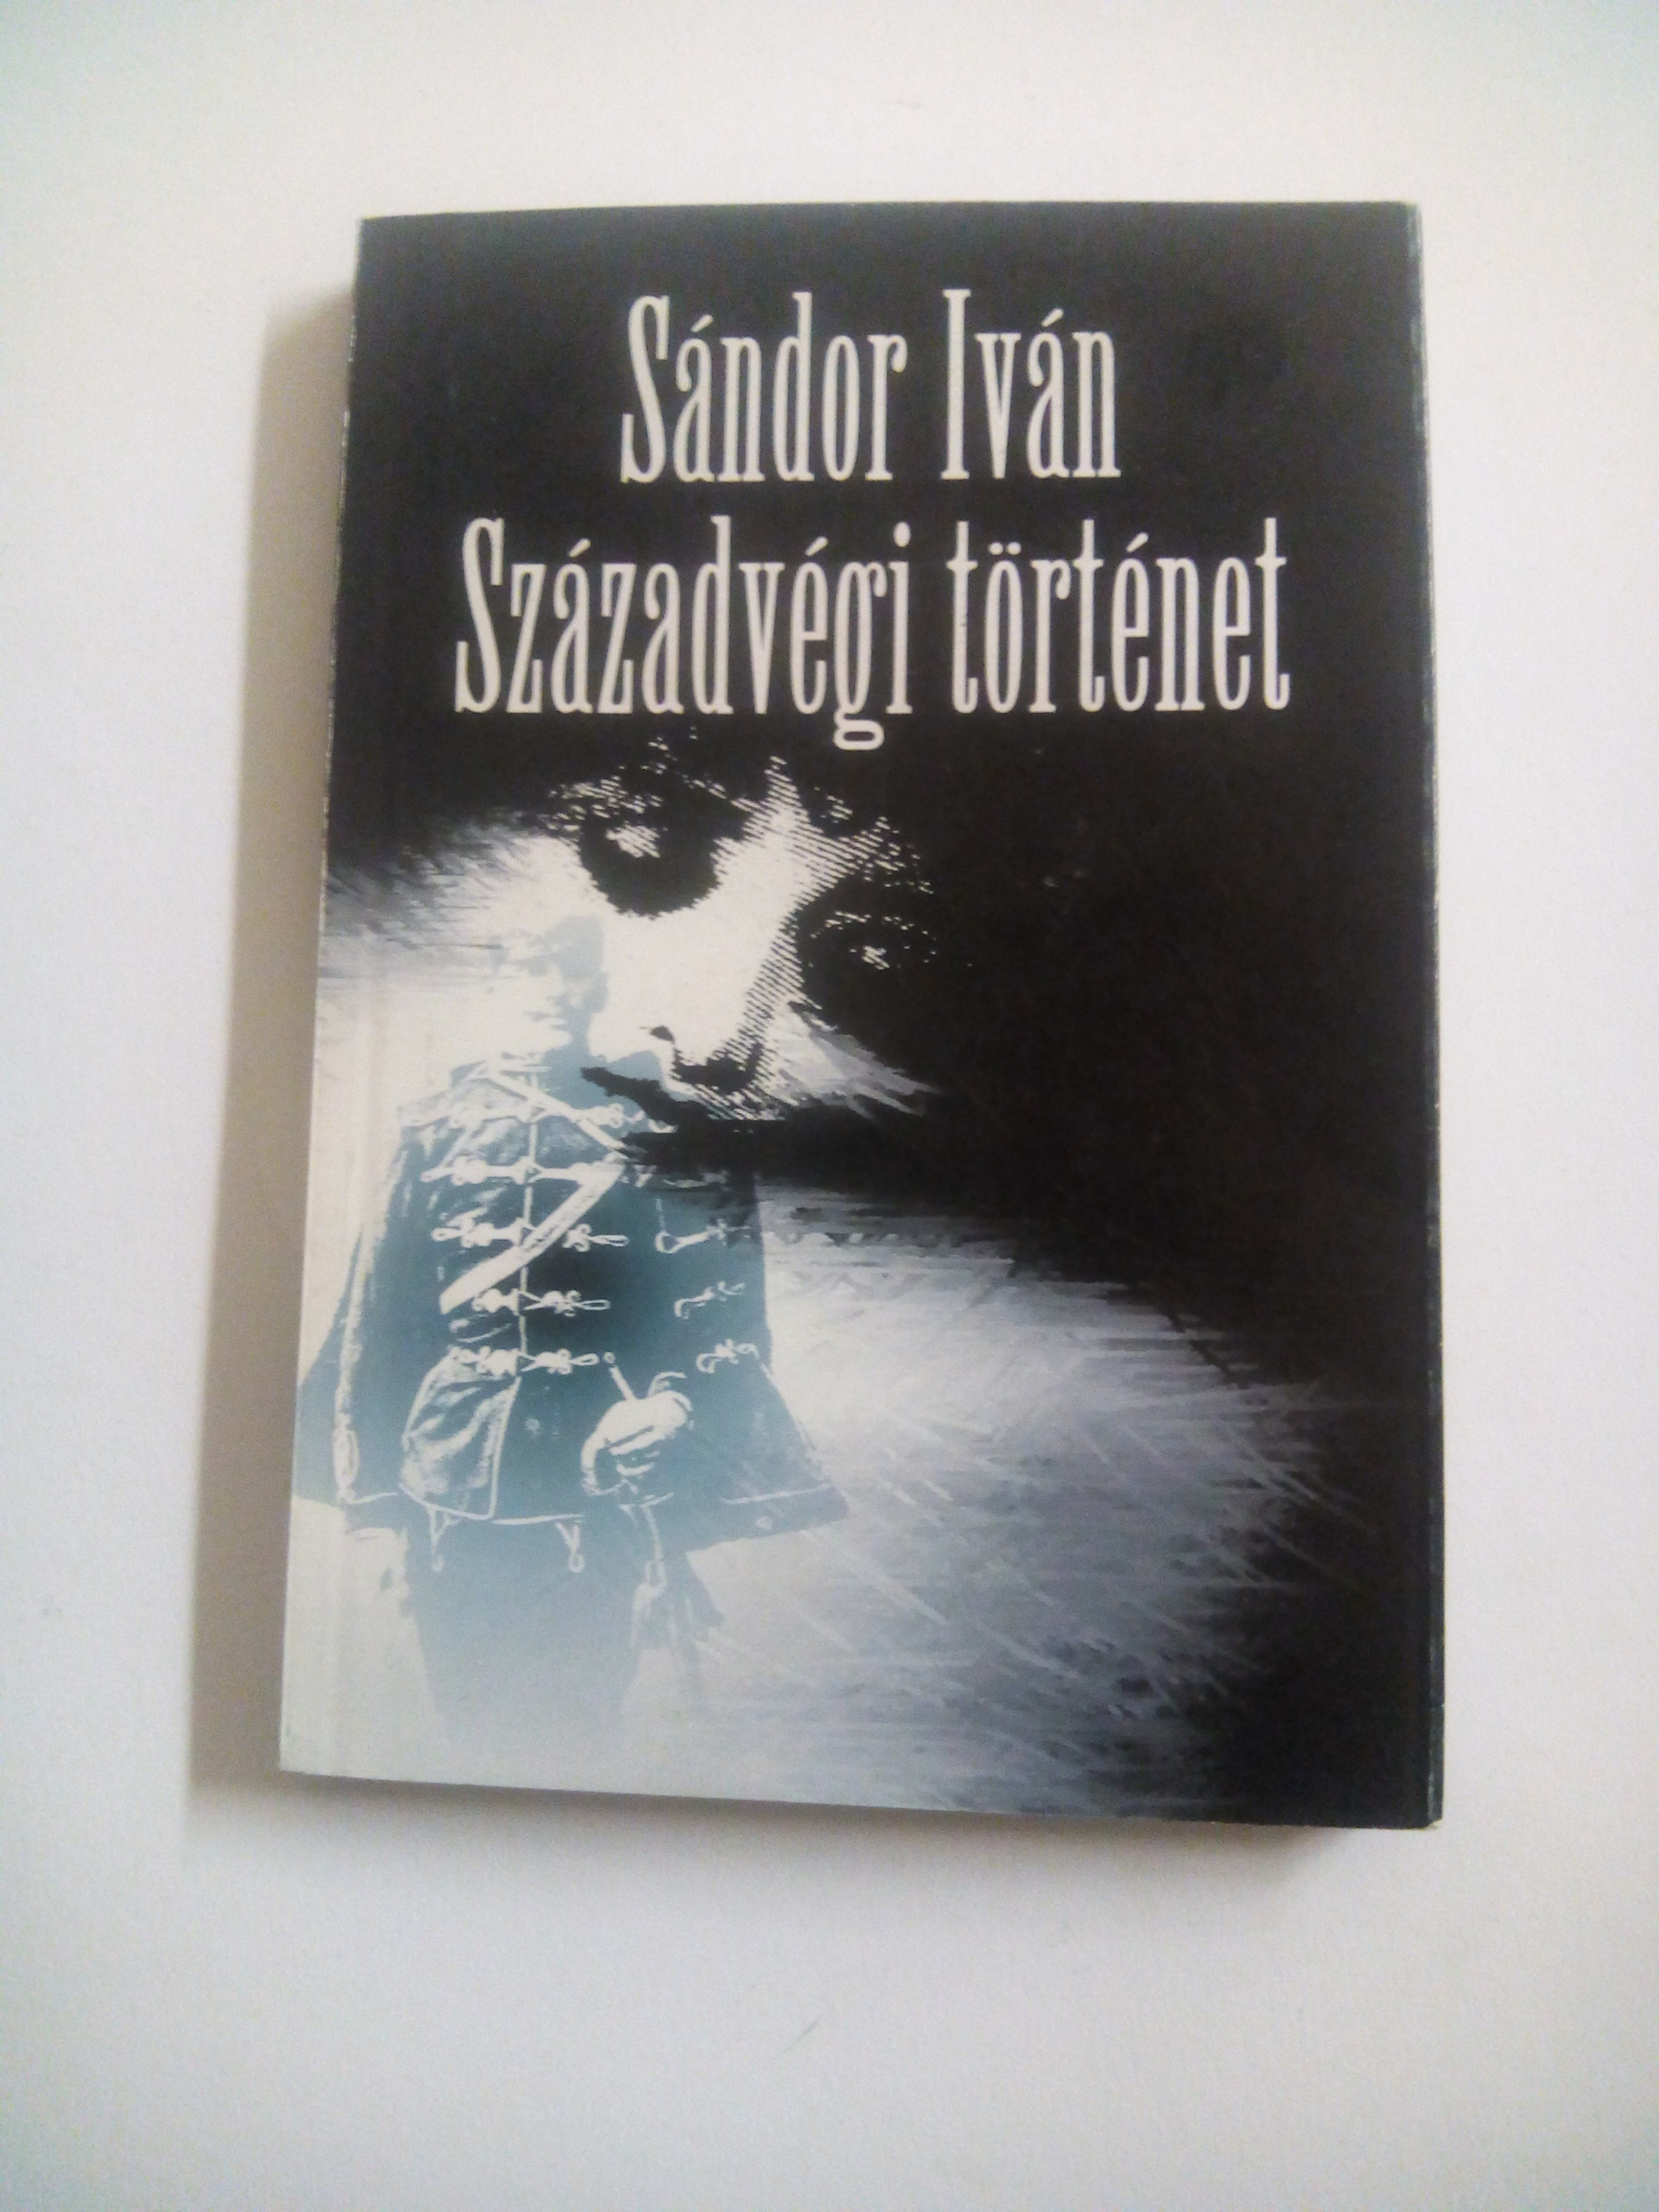 Sándor Iván
Századvégi történet